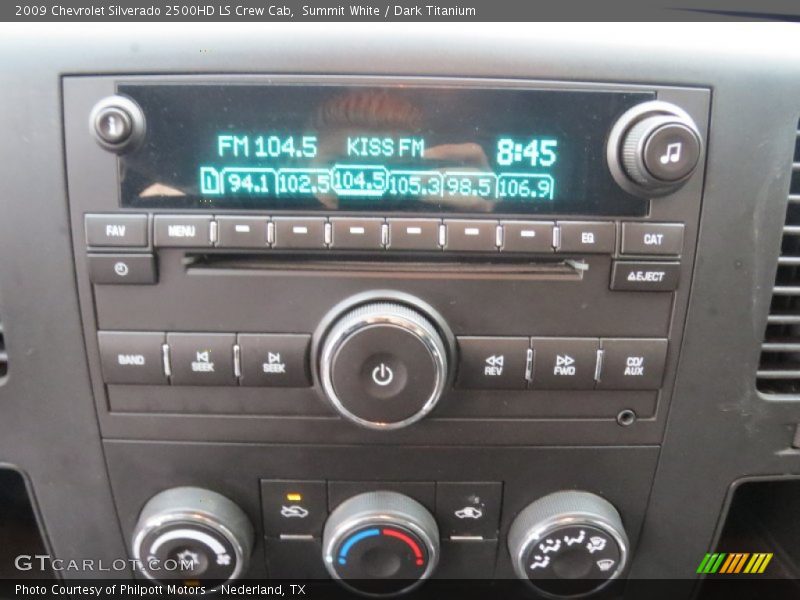 2009 Chevrolet Silverado 2500HD LS Crew Cab, Summit White / Dark Titanium
FM 104.5 KISS FM 8:45
1 94.1 102.5 104.5 105.3 98.5 106.9
FAV MENU EQ CAT
EJECT
BAND SEEK SEEK REV FWD CD/AUX
GTCARLOT.COM
Photo Courtesy of Philpott Motors - Nederland, TX